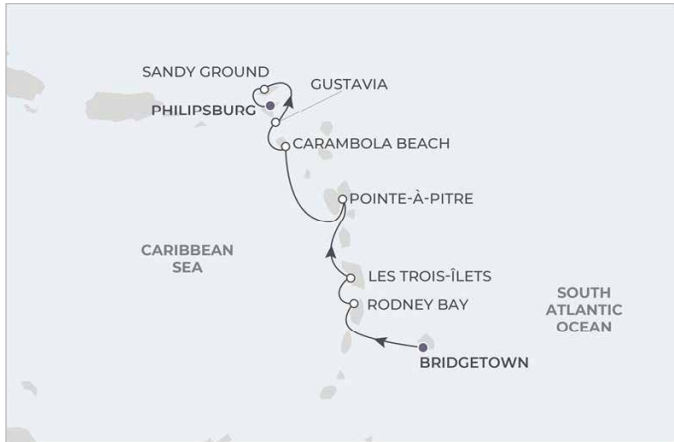 SANDY GROUND
GUSTAVIA
PHILIPSBURG
CARAMBOLA BEACH
POINTE-À-PITRE
CARIBBEAN
SEA
LES TROIS-ÎLETS
SOUTH
ATLANTIC
OCEAN
RODNEY BAY
BRIDGETOWN